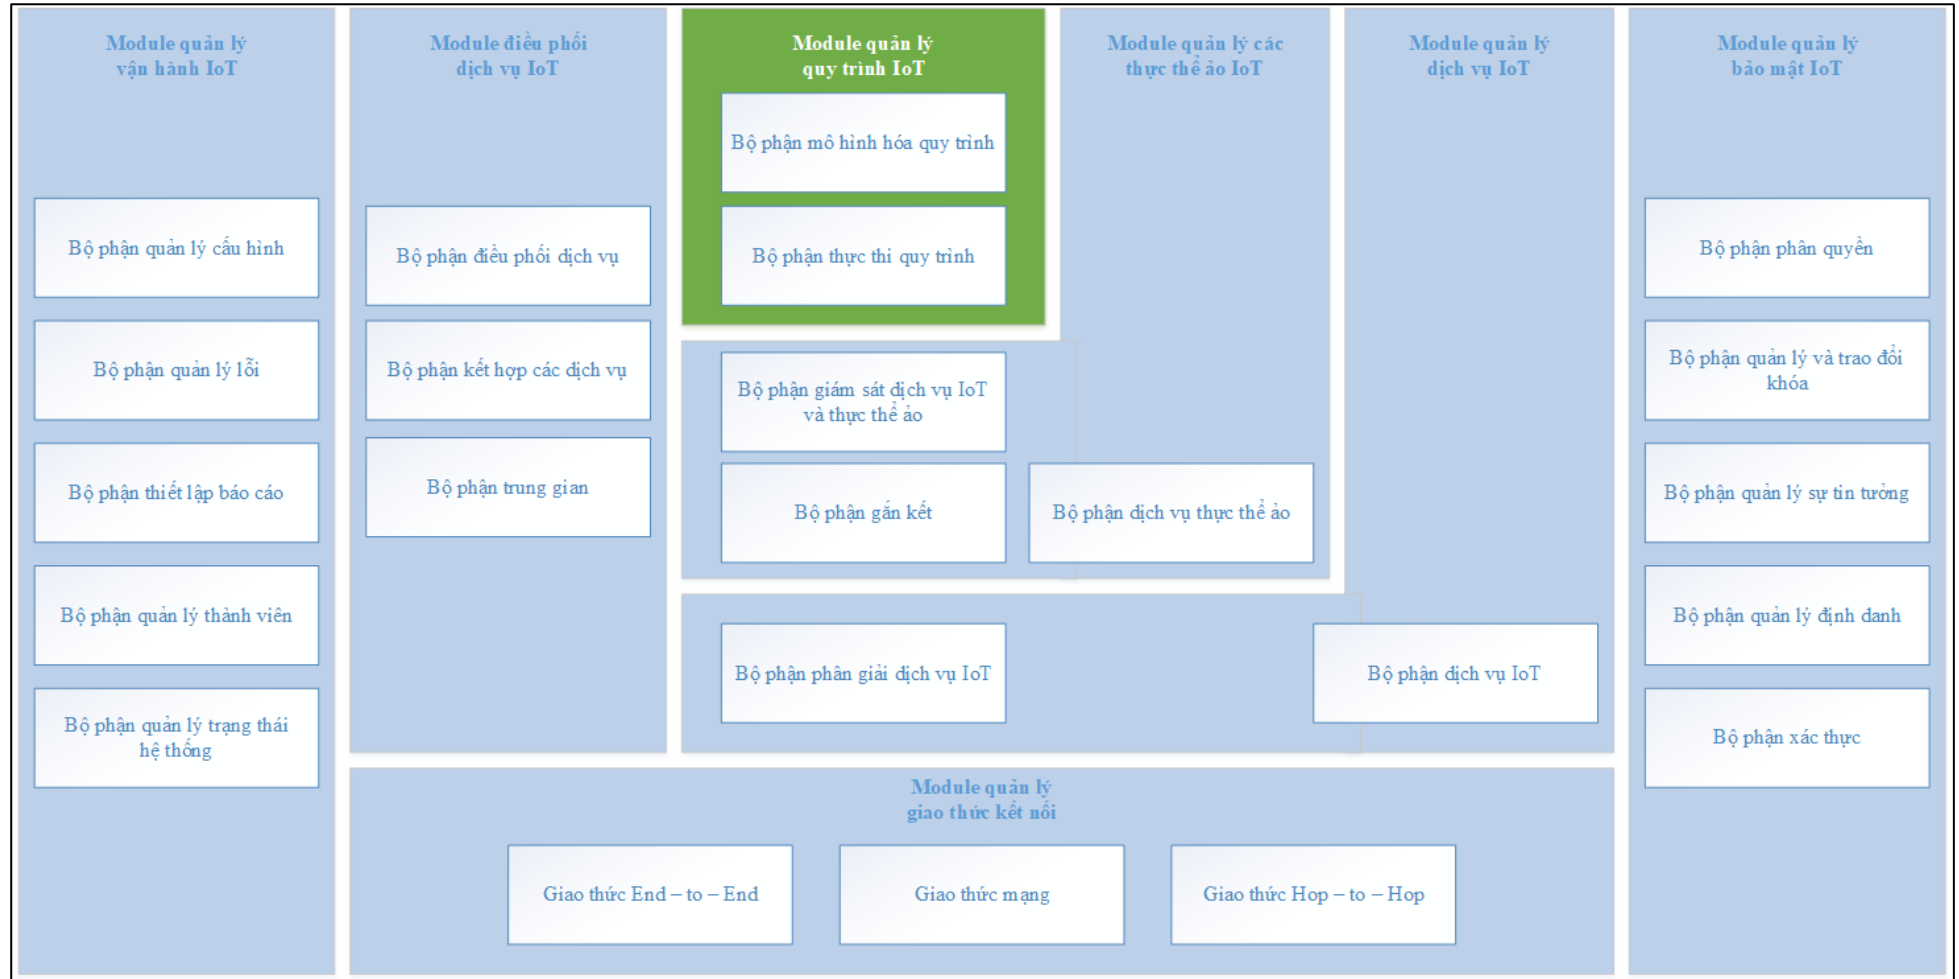 Module quản lý
vận hành IoT
Bộ phận quản lý cấu hình
Bộ phận quản lý lỗi
Bộ phận thiết lập báo cáo
Bộ phận quản lý thành viên
Bộ phận quản lý trạng thái
hệ thống
Module điều phối
dịch vụ IoT
Bộ phận điều phối dịch vụ
Bộ phận kết hợp các dịch vụ
Bộ phận trung gian
Module quản lý
quy trình IoT
Bộ phận mô hình hóa quy trình
Bộ phận thực thi quy trình
Module quản lý các
thực thể ảo IoT
Bộ phận giám sát dịch vụ IoT
và thực thể ảo
Bộ phận gắn kết
Bộ phận dịch vụ thực thể ảo
Module quản lý
dịch vụ IoT
Bộ phận phân giải dịch vụ IoT
Bộ phận dịch vụ IoT
Module quản lý
bảo mật IoT
Bộ phận phân quyền
Bộ phận quản lý và trao đổi
khóa
Bộ phận quản lý sự tin tưởng
Bộ phận quản lý định danh
Bộ phận xác thực
Module quản lý
giao thức kết nối
Giao thức End – to – End
Giao thức mạng
Giao thức Hop – to – Hop